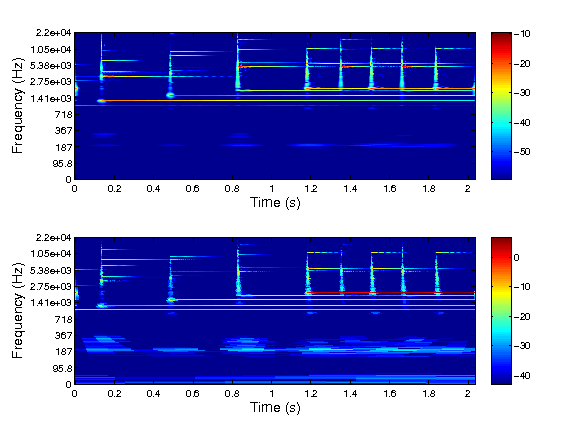 2.2e+04
1.05e+04
5.38e+03
2.75e+03
1.41e+03
718
367
187
95.8
0
Frequency (Hz)
0 0.2 0.4 0.6 0.8 1 1.2 1.4 1.6 1.8 2
Time (s)
−10
−20
−30
−40
−50
2.2e+04
1.05e+04
5.38e+03
2.75e+03
1.41e+03
719
367
187
95.8
0
Frequency (Hz)
0 0.2 0.4 0.6 0.8 1 1.2 1.4 1.6 1.8 2
Time (s)
0
−10
−20
−30
−40